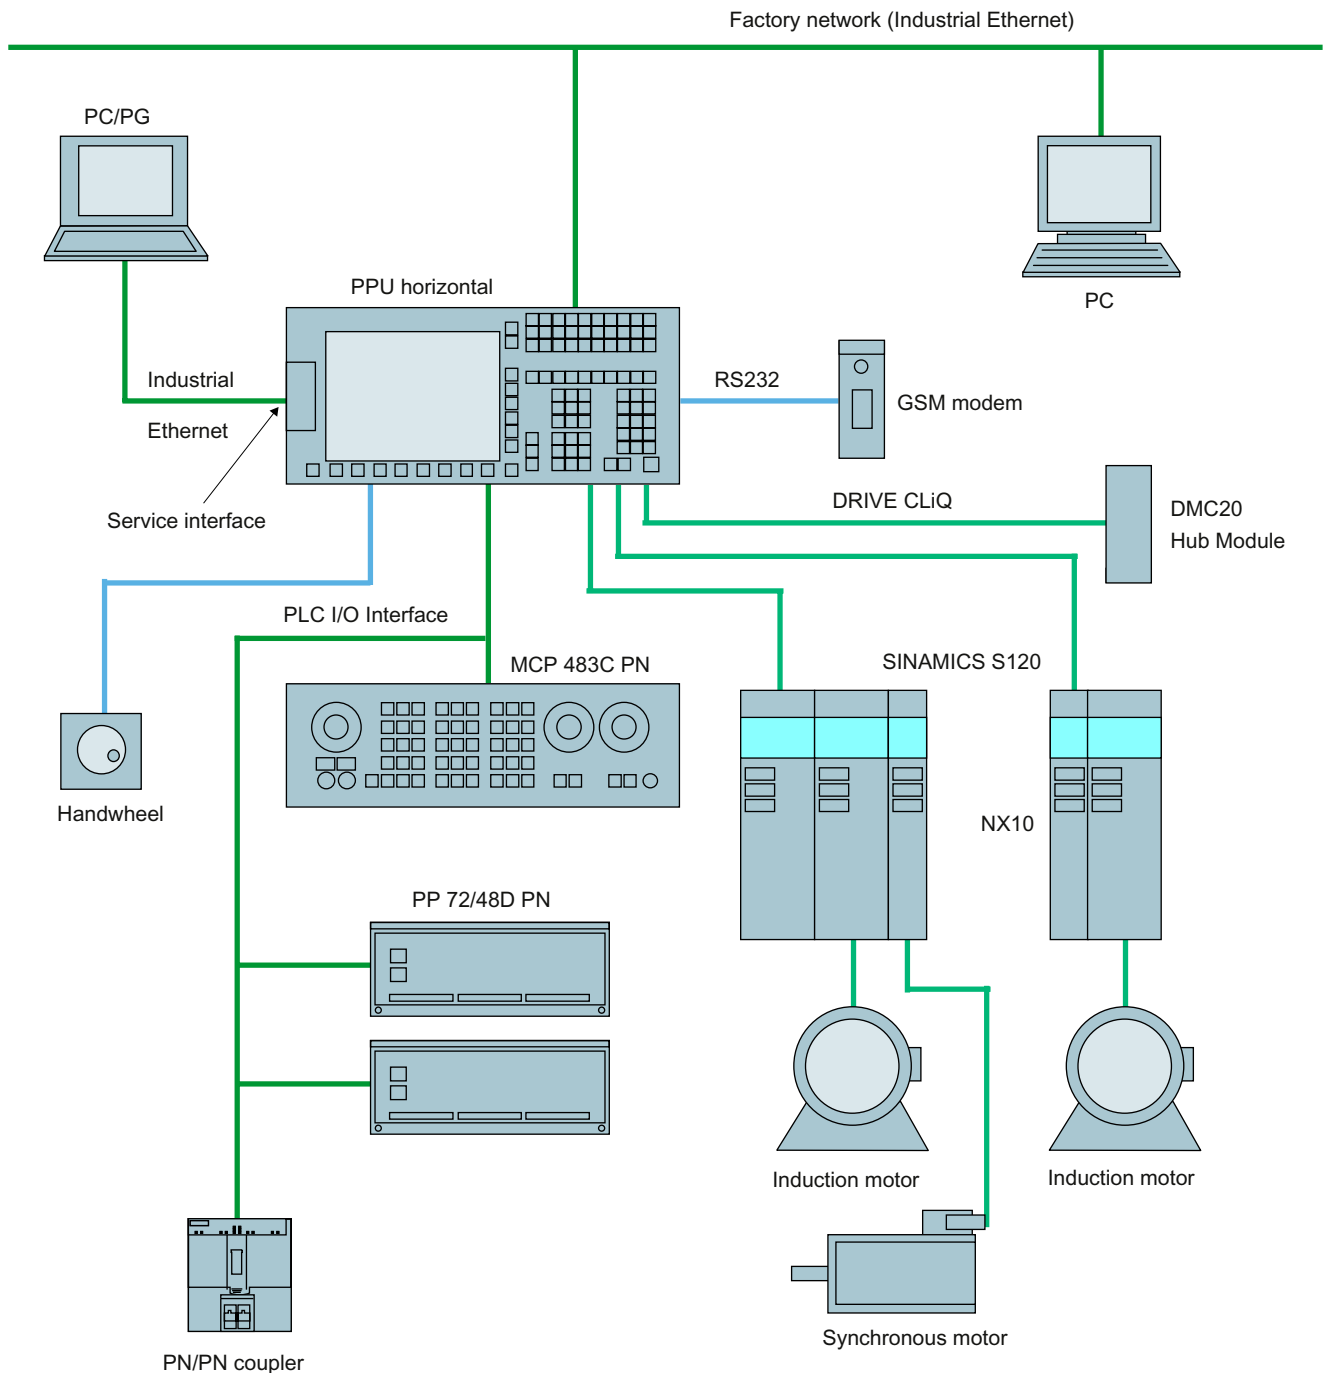 Factory network (Industrial Ethernet)
PC/PG
PPU horizontal
PC
Industrial
Ethernet
RS232
GSM modem
Service interface
DRIVE CLiQ
DMC20
Hub Module
PLC I/O Interface
MCP 483C PN
SINAMICS S120
Handwheel
NX10
PP 72/48D PN
Induction motor
Induction motor
Synchronous motor
PN/PN coupler